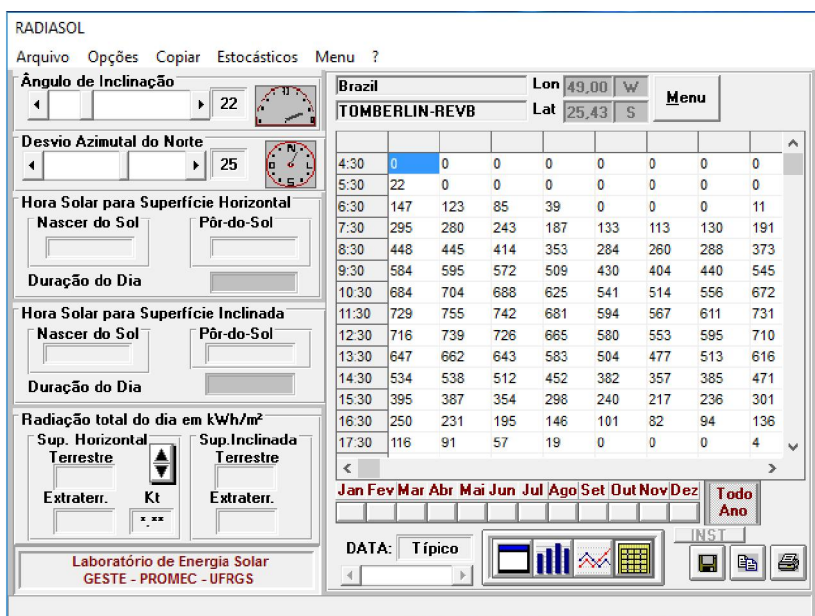 RADIASOL
Arquivo Opções Copiar Estocásticos Menu ?
Ângulo de Inclinação
22
Desvio Azimutal do Norte
25
Hora Solar para Superfície Horizontal
Nascer do Sol Pôr-do-Sol
Duração do Dia
Hora Solar para Superfície Inclinada
Nascer do Sol Pôr-do-Sol
Duração do Dia
Radiação total do dia em kWh/m²
Sup. Horizontal Sup.Inclinada
Terrestre Terrestre
Extraterr. Kt Extraterr.
*.**
Laboratório de Energia Solar
GESTE - PROMEC - UFRGS
Brazil Lon 49,00 W
TOMBERLIN-REVB Lat 25,43 S
Menu
4:30 0 0 0 0 0 0 0 0
5:30 22 0 0 0 0 0 0 0
6:30 147 123 85 39 0 0 0 11
7:30 295 280 243 187 133 113 130 191
8:30 448 445 414 353 284 260 288 373
9:30 584 595 572 509 430 404 440 545
10:30 684 704 688 625 541 514 556 672
11:30 729 755 742 681 594 567 611 731
12:30 716 739 726 665 580 553 595 710
13:30 647 662 643 583 504 477 513 616
14:30 534 538 512 452 382 357 385 471
15:30 395 387 354 298 240 217 236 301
16:30 250 231 195 146 101 82 94 136
17:30 116 91 57 19 0 0 0 4
Jan Fev Mar Abr Mai Jun Jul Ago Set Out Nov Dez
Todo
Ano
INST
DATA: Típico